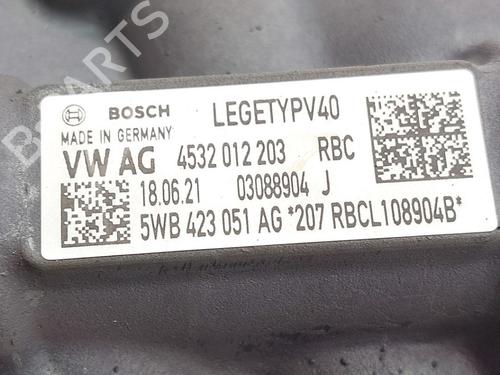 BOSCH LEGETYPV40
MADE IN GERMANY
VW AG 4532 012 203 RBC
18.06.21 03088904 J
5WB 423 051 AG *207 RBCL108904B*